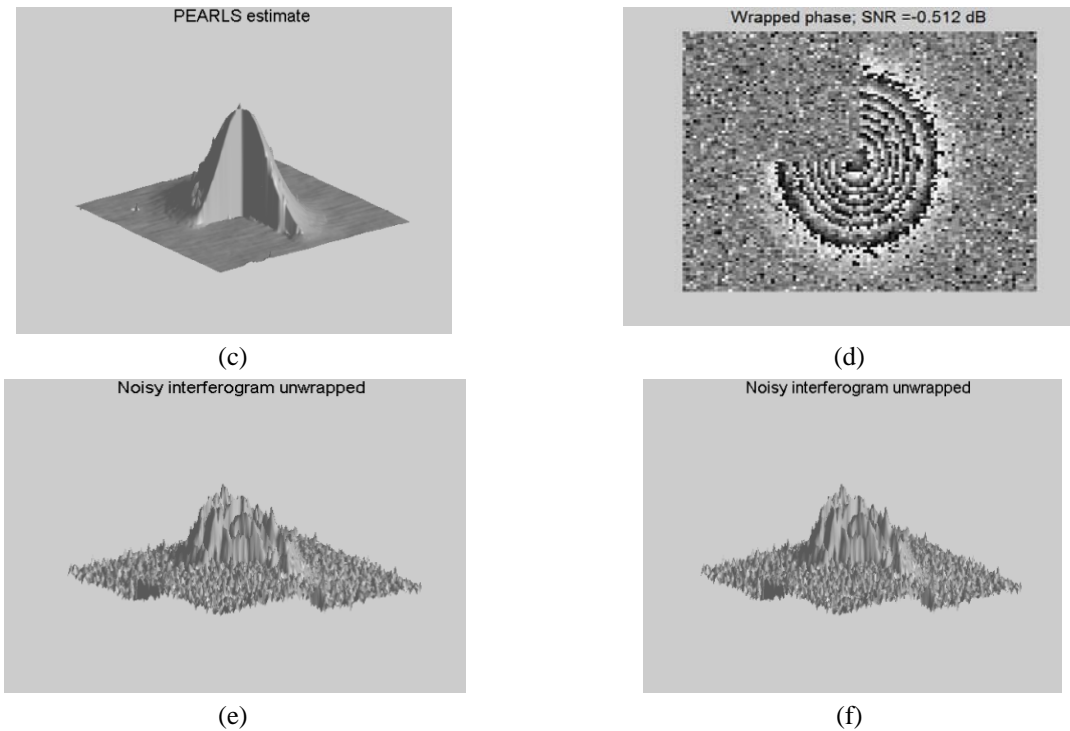 PEARLS estimate
Wrapped phase; SNR =-0.512 dB
(c)
(d)
Noisy interferogram unwrapped
Noisy interferogram unwrapped
(e)
(f)